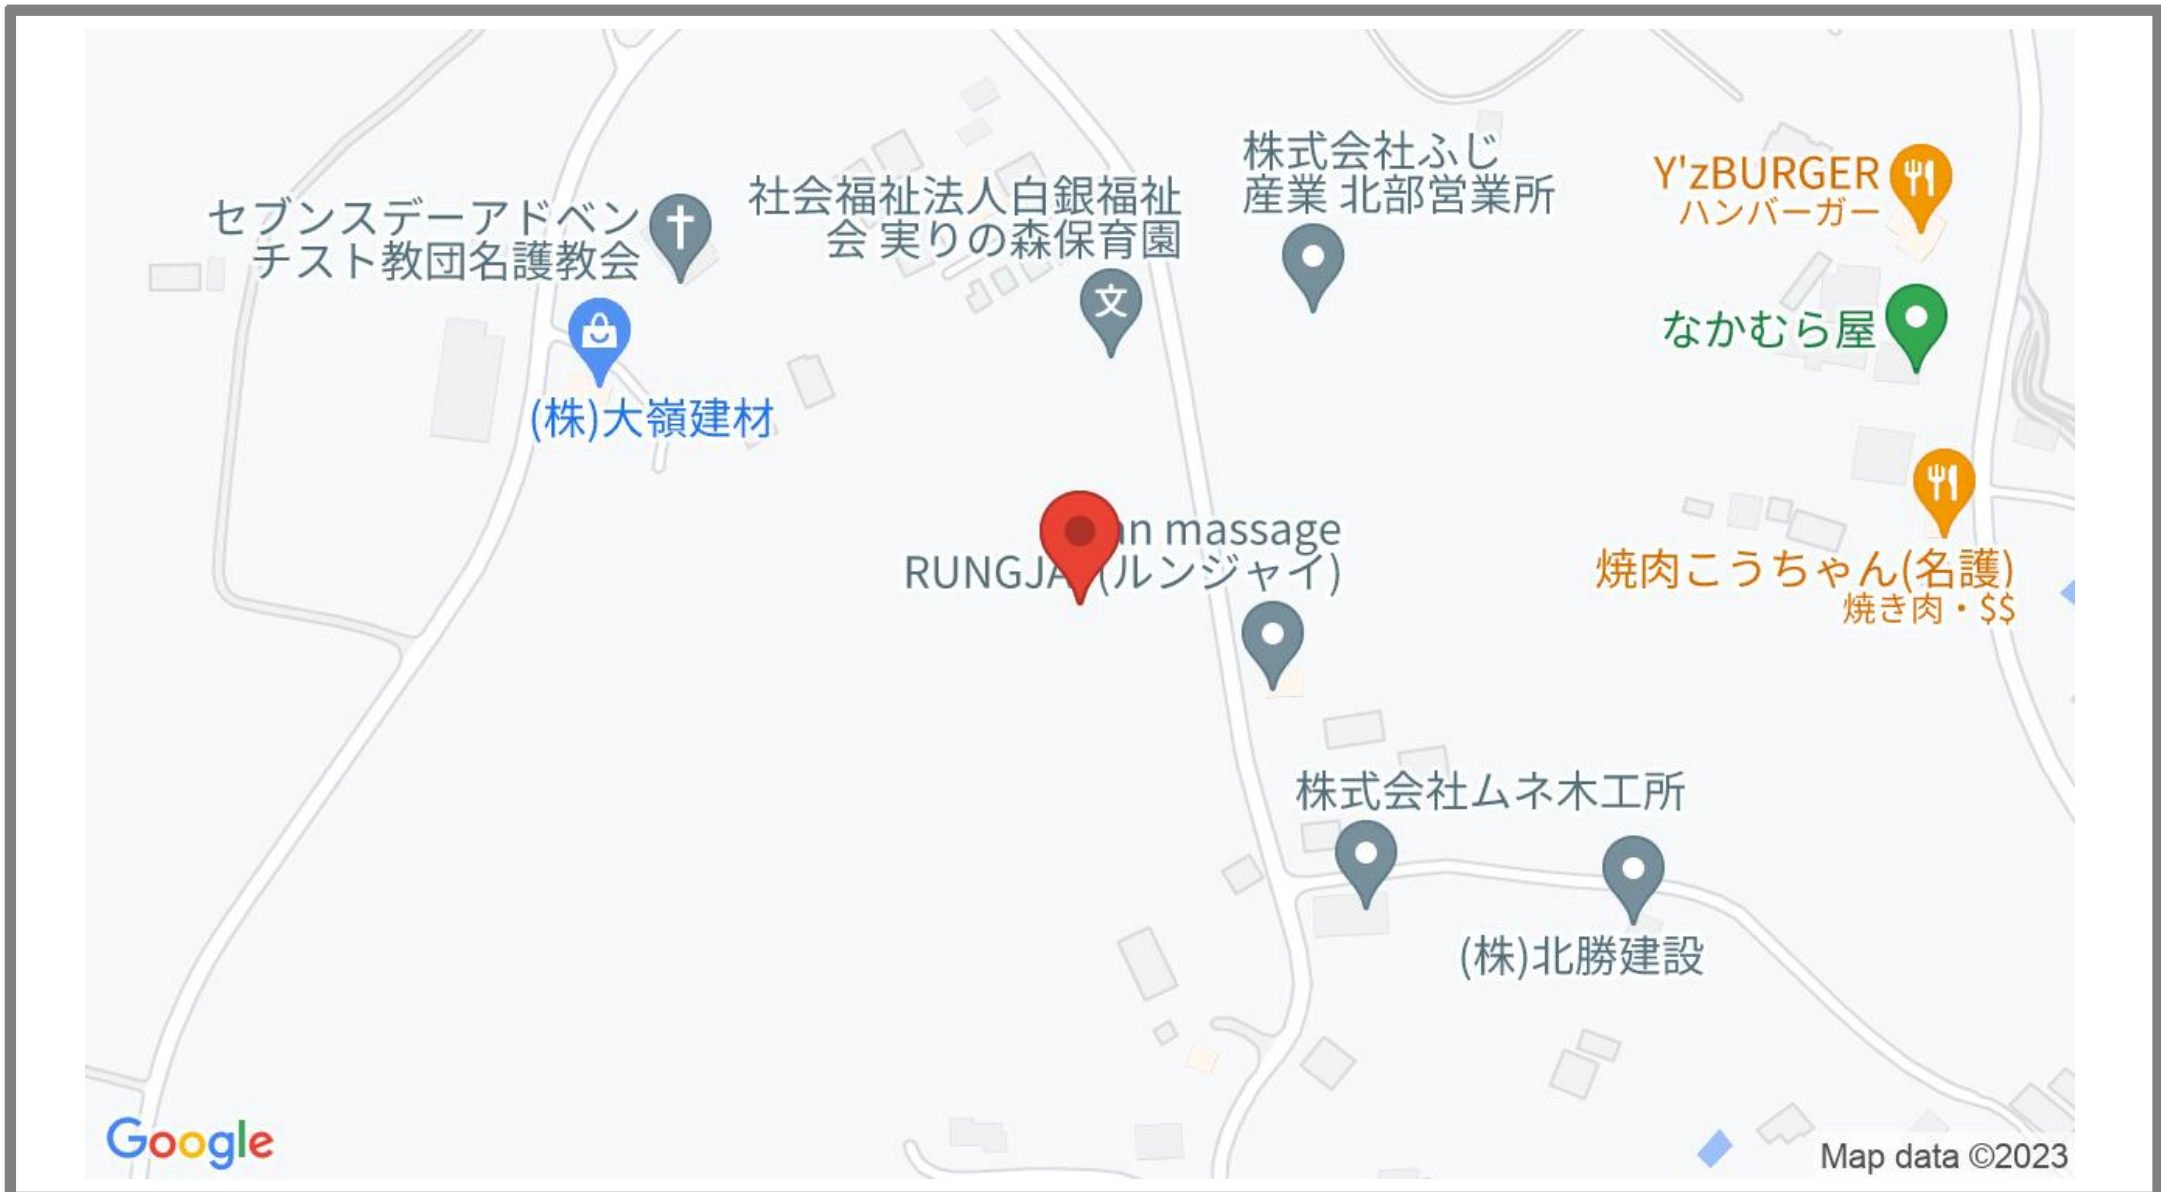 セブンスデーアドベン
チスト教団名護教会
社会福祉法人白銀福祉
会 実りの森保育園
文
株式会社ふじ
産業 北部営業所
Y'zBURGER
ハンバーガー
なかむら屋
(株)大嶺建材
massage
(ルンジャイ)
焼肉こうちゃん(名護)
焼き肉・$$
株式会社ムネ木工所
(株)北勝建設
Google
Map data ©2023